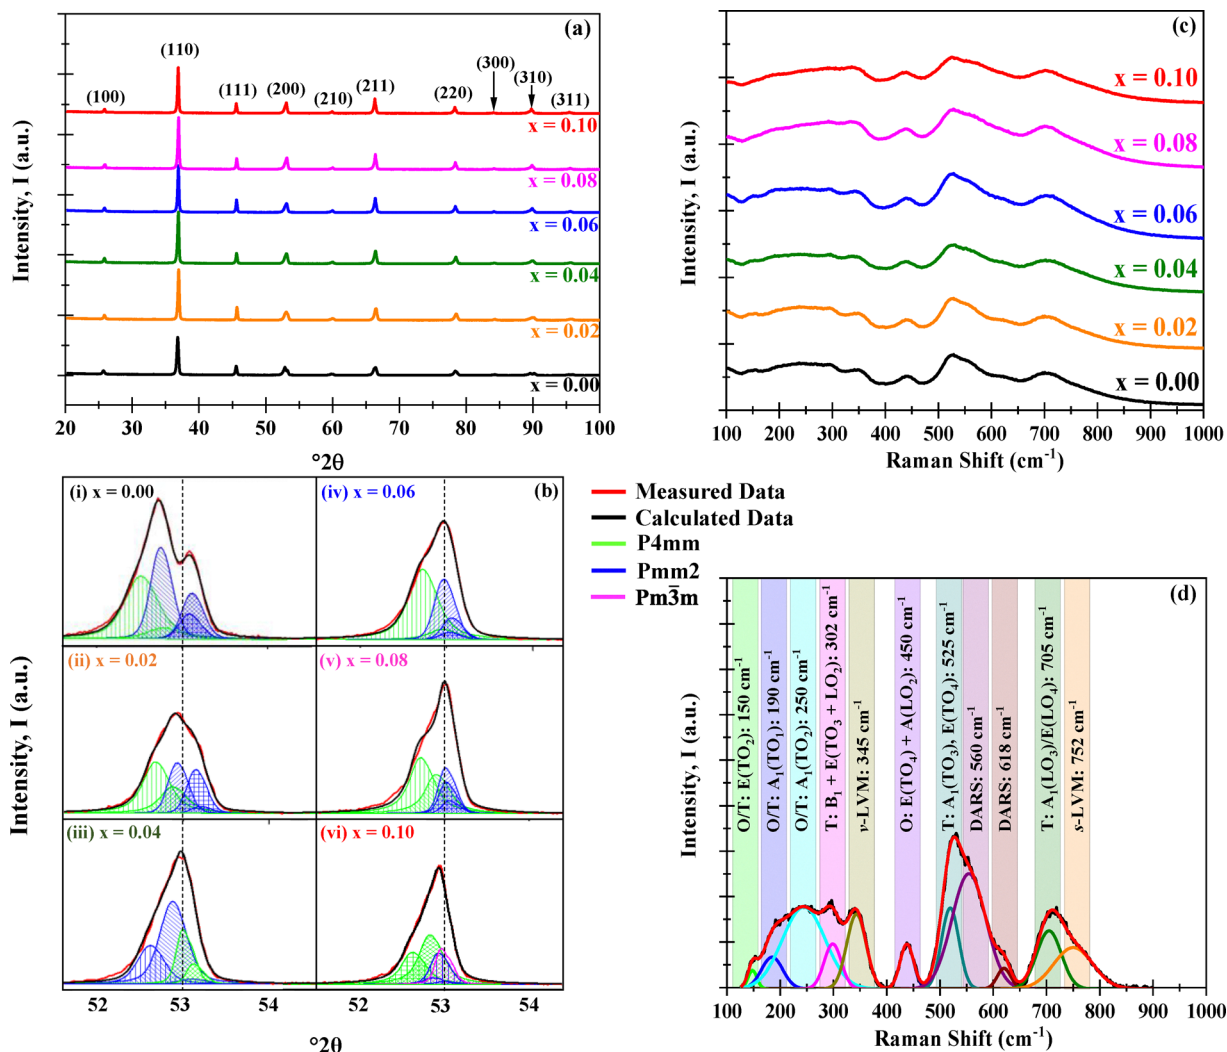 (a)
(110)
(100)
(111)
(200)
(210)
(211)
(220)
(300)
(310)
(311)
x = 0.10
x = 0.08
x = 0.06
x = 0.04
x = 0.02
x = 0.00
Intensity, I (a.u.)
20 30 40 50 60 70 80 90 100
°2θ
(c)
x = 0.10
x = 0.08
x = 0.06
x = 0.04
x = 0.02
x = 0.00
Intensity, I (a.u.)
100 200 300 400 500 600 700 800 900 1000
Raman Shift (cm⁻¹)
(i) x = 0.00
(iv) x = 0.06
(b)
(ii) x = 0.02
(v) x = 0.08
(iii) x = 0.04
(vi) x = 0.10
Intensity, I (a.u.)
52 53 54 52 53 54
°2θ
Measured Data
Calculated Data
P4mm
Pmm2
Pm3̅m
(d)
O/T: E(TO₂): 150 cm⁻¹
O/T: A₁(TO₁): 190 cm⁻¹
O/T: A₁(TO₂): 250 cm⁻¹
T: B₁ + E(TO₃ + LO₂): 302 cm⁻¹
v-LVM: 345 cm⁻¹
O: E(TO₄) + A(LO₂): 450 cm⁻¹
T: A₁(TO₃), E(TO₄): 525 cm⁻¹
DARS: 560 cm⁻¹
DARS: 618 cm⁻¹
T: A₁(LO₃)/E(LO₄): 705 cm⁻¹
s-LVM: 752 cm⁻¹
Intensity, I (a.u.)
100 200 300 400 500 600 700 800 900 1000
Raman Shift (cm⁻¹)